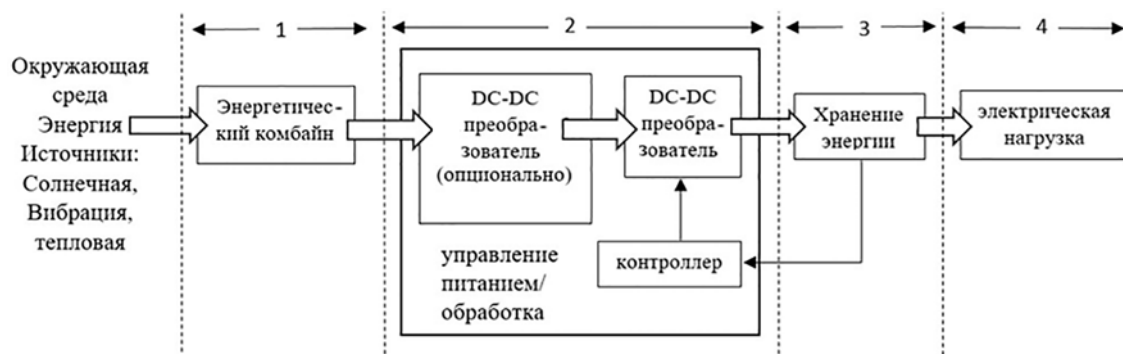 1
2
3
4
Окружающая
среда
Энергия
Источники:
Солнечная,
Вибрация,
тепловая
Энергетичес-
ский комбайн
DC-DC
преобра-
зователь
(опционально)
DC-DC
преобра-
зователь
Хранение
энергии
электрическая
нагрузка
управление
питанием/
обработка
контроллер